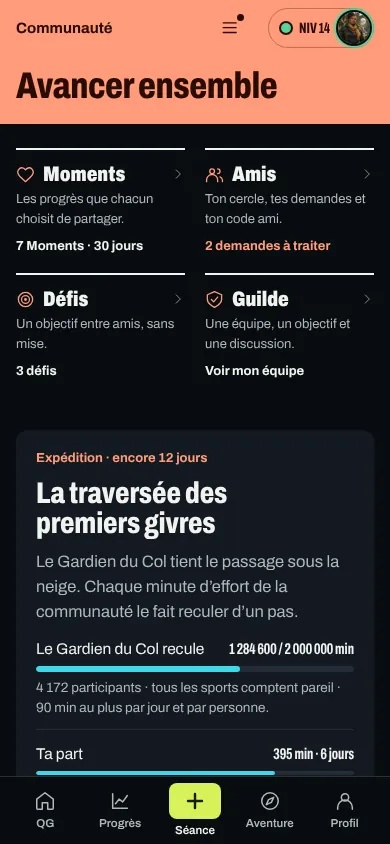 Communauté
NIV 14
Avancer ensemble
Moments
Les progrès que chacun
choisit de partager.
7 Moments · 30 jours
Amis
Ton cercle, tes demandes et
ton code ami.
2 demandes à traiter
Défis
Un objectif entre amis, sans
mise.
3 défis
Guilde
Une équipe, un objectif et
une discussion.
Voir mon équipe
Expédition · encore 12 jours
La traversée des
premiers givres
Le Gardien du Col tient le passage sous la
neige. Chaque minute d’effort de la
communauté le fait reculer d’un pas.
Le Gardien du Col recule 1 284 600 / 2 000 000 min
4 172 participants · tous les sports comptent pareil ·
90 min au plus par jour et par personne.
Ta part 395 min · 6 jours
QG Progrès Séance Aventure Profil